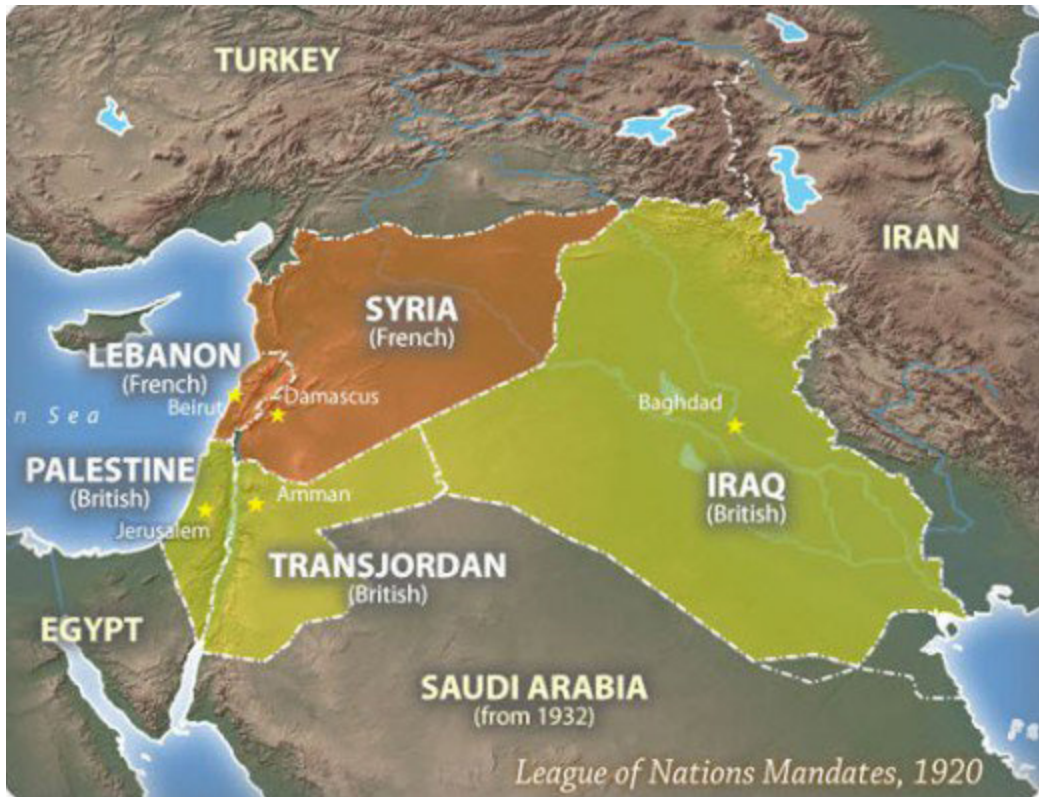 TURKEY
IRAN
SYRIA
(French)
LEBANON
(French)
Beirut
Damascus
n Sea
Baghdad
PALESTINE
(British)
Amman
Jerusalem
IRAQ
(British)
TRANSJORDAN
(British)
EGYPT
SAUDI ARABIA
(from 1932)
Pe
League of Nations Mandates, 1920